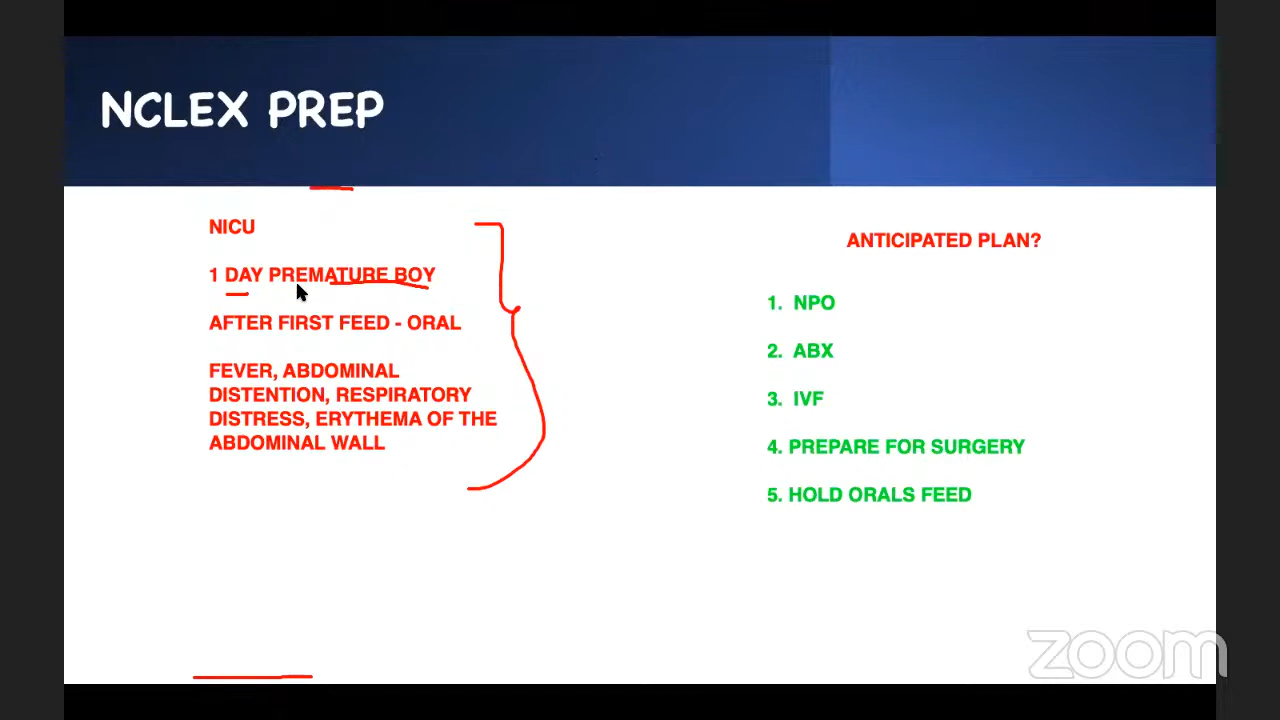 NCLEX PREP
NICU
1 DAY PREMATURE BOY
AFTER FIRST FEED - ORAL
FEVER, ABDOMINAL
DISTENTION, RESPIRATORY
DISTRESS, ERYTHEMA OF THE
ABDOMINAL WALL
ANTICIPATED PLAN?
1. NPO
2. ABX
3. IVF
4. PREPARE FOR SURGERY
5. HOLD ORALS FEED
zoom